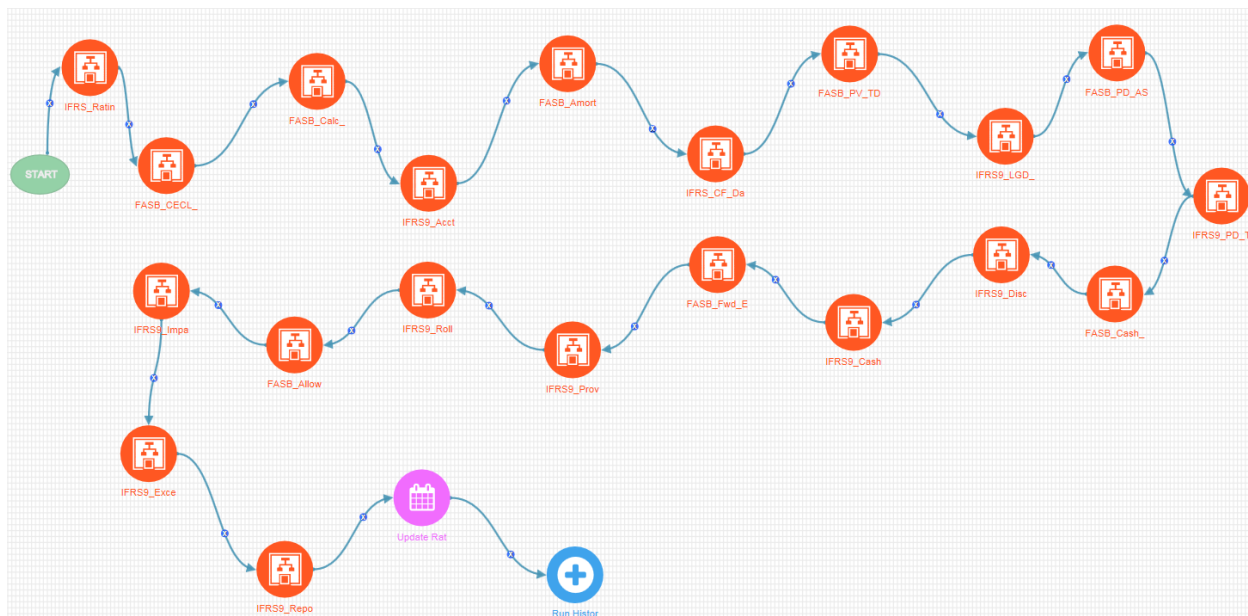 START
IFRS_Ratin
FASB_CECL_
FASB_Calc_
IFRS9_Acct
FASB_Amort
IFRS_CF_Da
FASB_PV_TD
IFRS9_LGD_
FASB_PD_AS
IFRS9_PD_T
FASB_Cash_
IFRS9_Disc
IFRS9_Cash
FASB_Fwd_E
IFRS9_Prov
IFRS9_Roll
FASB_Allow
IFRS9_Impa
IFRS9_Exce
IFRS9_Repo
Update Rat
Run Histor